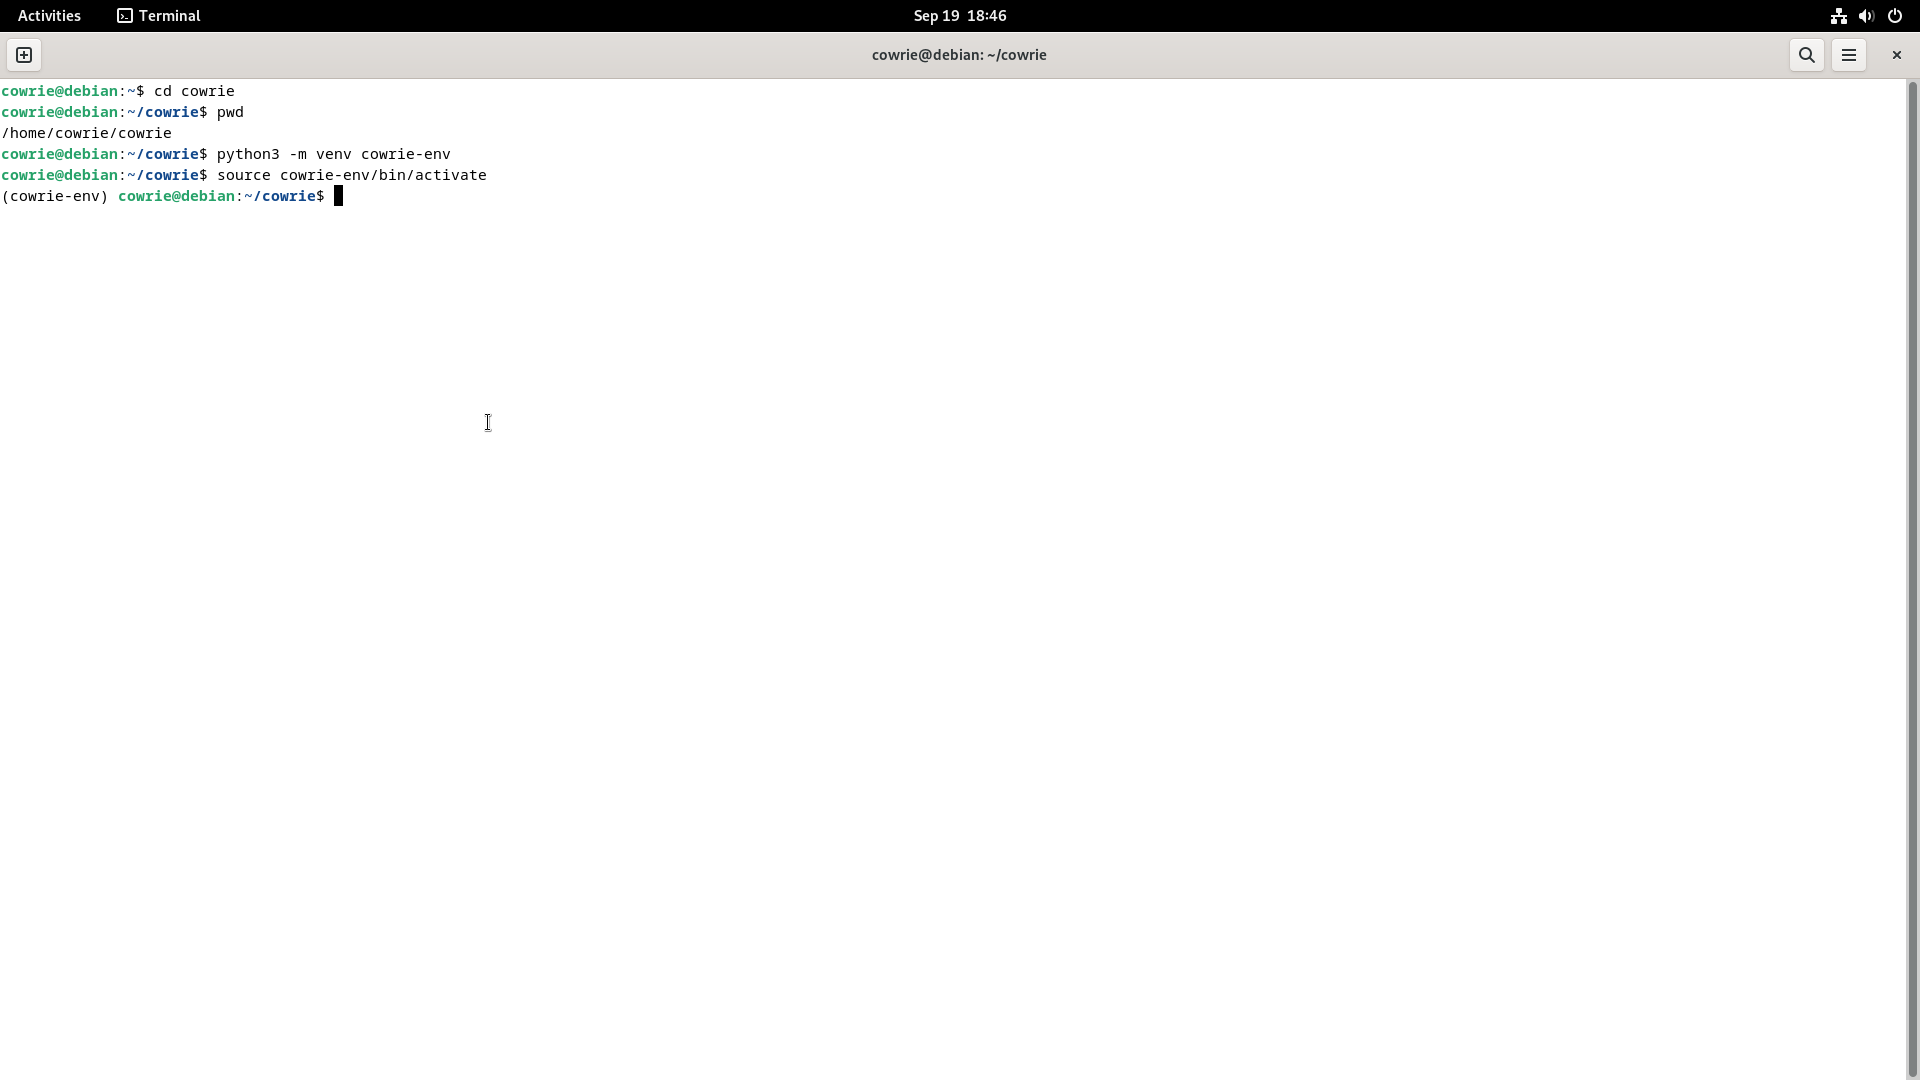 Activities Terminal Sep 19 18:46
cowrie@debian: ~/cowrie
cowrie@debian:~$ cd cowrie
cowrie@debian:~/cowrie$ pwd
/home/cowrie/cowrie
cowrie@debian:~/cowrie$ python3 -m venv cowrie-env
cowrie@debian:~/cowrie$ source cowrie-env/bin/activate
(cowrie-env) cowrie@debian:~/cowrie$